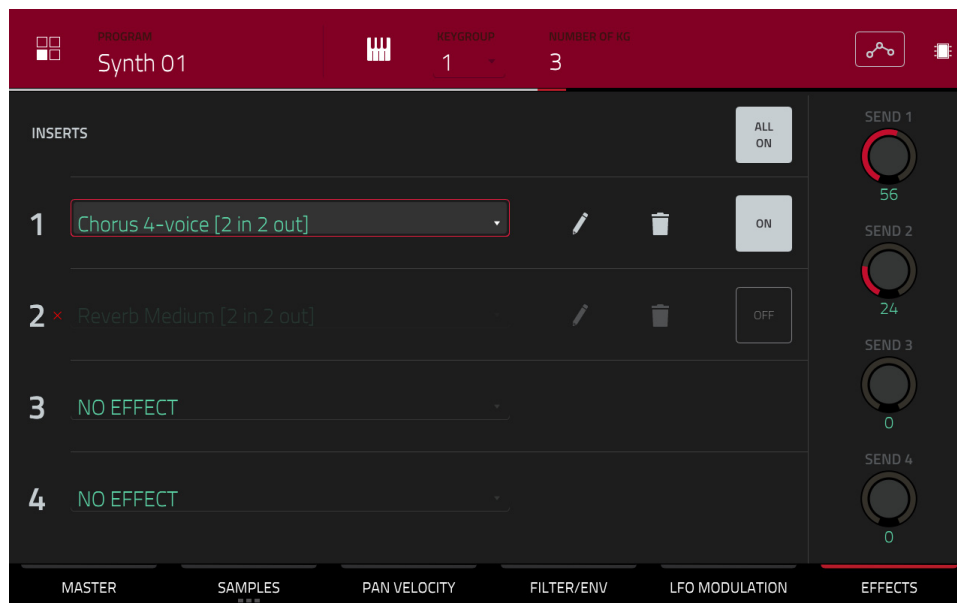 PROGRAM
Synth 01
KEYGROUP
1
NUMBER OF KG
3
INSERTS
ALL
ON
1
Chorus 4-voice [2 in 2 out]
ON
2
Reverb Medium [2 in 2 out]
OFF
3
NO EFFECT
4
NO EFFECT
SEND 1
56
SEND 2
24
SEND 3
0
SEND 4
0
MASTER
SAMPLES
PAN VELOCITY
FILTER/ENV
LFO MODULATION
EFFECTS